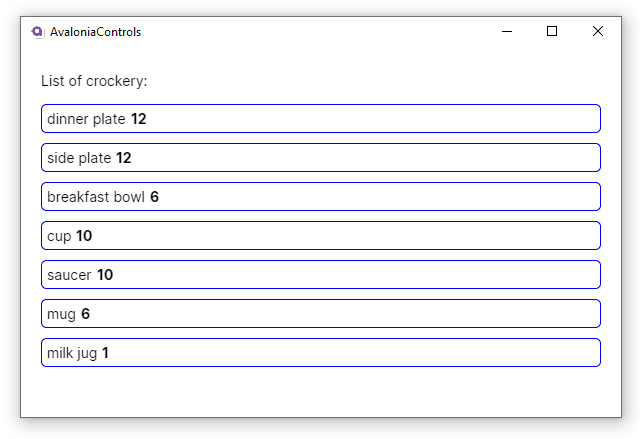 AvaloniaControls
List of crockery:
dinner plate 12
side plate 12
breakfast bowl 6
cup 10
saucer 10
mug 6
milk jug 1